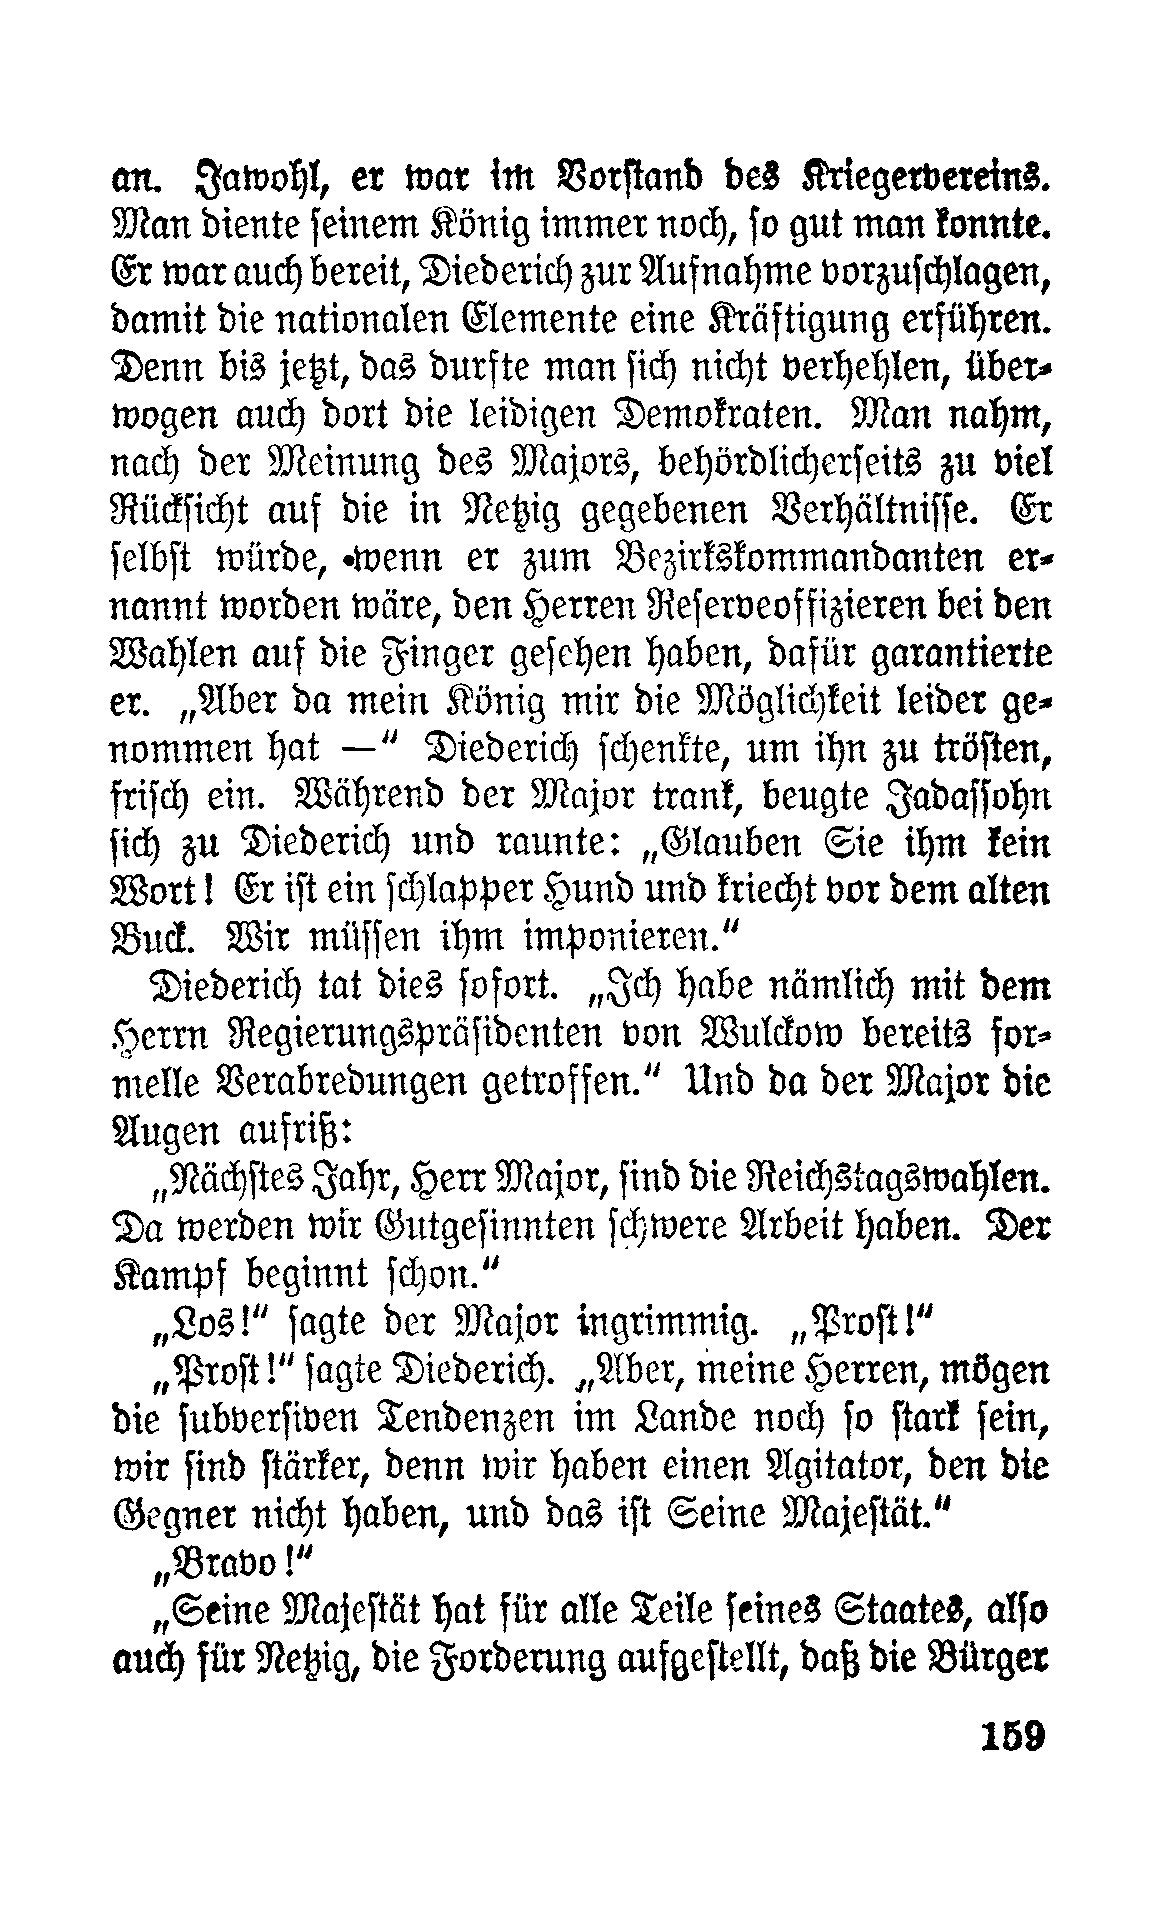 an. Jawohl, er war im Vorstand des Kriegervereins.
Man diente seinem König immer noch, so gut man konnte.
Er war auch bereit, Diederich zur Aufnahme vorzuschlagen,
damit die nationalen Elemente eine Kräftigung erführen.
Denn bis jetzt, das durfte man sich nicht verhehlen, über-
wogen auch dort die leidigen Demokraten. Man nahm,
nach der Meinung des Majors, behördlicherseits zu viel
Rücksicht auf die in Netzig gegebenen Verhältnisse. Er
selbst würde, wenn er zum Bezirkskommandanten er-
nannt worden wäre, den Herren Reserveoffizieren bei den
Wahlen auf die Finger gesehen haben, dafür garantierte
er. „Aber da mein König mir die Möglichkeit leider ge-
nommen hat —“ Diederich schenkte, um ihn zu trösten,
frisch ein. Während der Major trank, beugte Jadassohn
sich zu Diederich und raunte: „Glauben Sie ihm kein
Wort! Er ist ein schlapper Hund und kriecht vor dem alten
Buck. Wir müssen ihm imponieren.“
Diederich tat dies sofort. „Ich habe nämlich mit dem
Herrn Regierungspräsidenten von Wulckow bereits for-
melle Verabredungen getroffen.“ Und da der Major die
Augen aufriß:
„Nächstes Jahr, Herr Major, sind die Reichstagswahlen.
Da werden wir Gutgesinnten schwere Arbeit haben. Der
Kampf beginnt schon.“
„Los!“ sagte der Major ingrimmig. „Prost!“
„Prost!“ sagte Diederich. „Aber, meine Herren, mögen
die subversiven Tendenzen im Lande noch so stark sein,
wir sind stärker, denn wir haben einen Agitator, den die
Gegner nicht haben, und das ist Seine Majestät.“
„Bravo!“
„Seine Majestät hat für alle Teile seines Staates, also
auch für Netzig, die Forderung aufgestellt, daß die Bürger
159